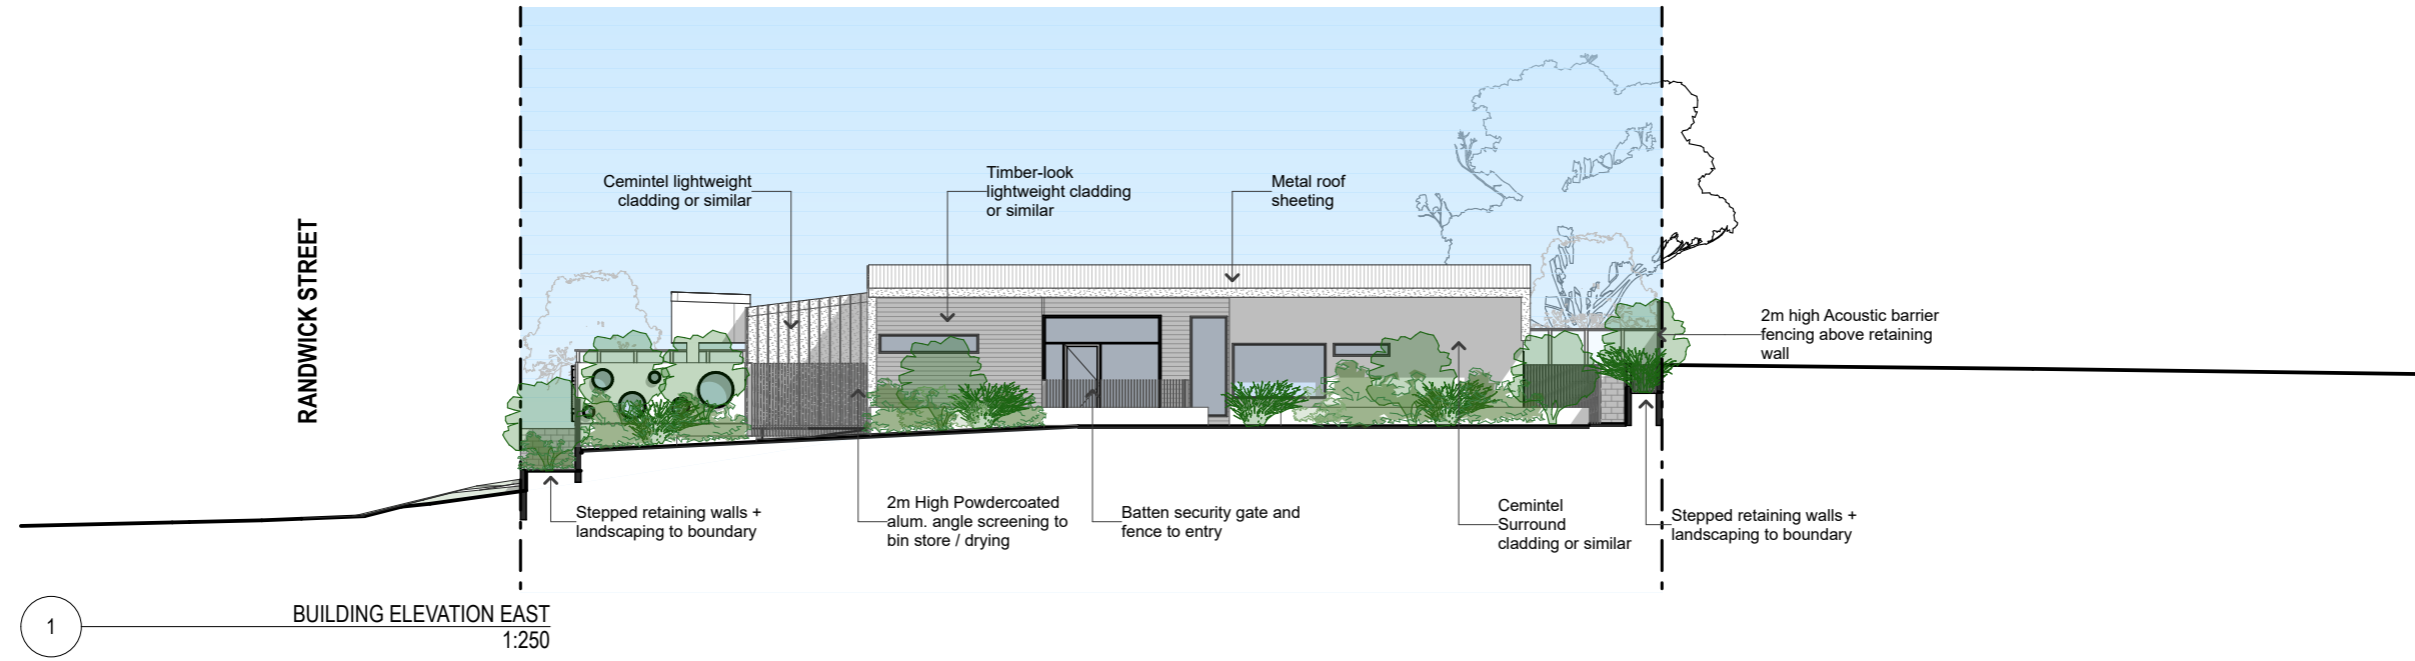 RANDWICK STREET
Cemintel lightweight
cladding or similar
Timber-look
lightweight cladding
or similar
Metal roof
sheeting
2m high Acoustic barrier
fencing above retaining
wall
Stepped retaining walls +
landscaping to boundary
2m High Powdercoated
alum. angle screening to
bin store / drying
Batten security gate and
fence to entry
Cemintel
Surround
cladding or similar
Stepped retaining walls +
landscaping to boundary
1
BUILDING ELEVATION EAST
1:250